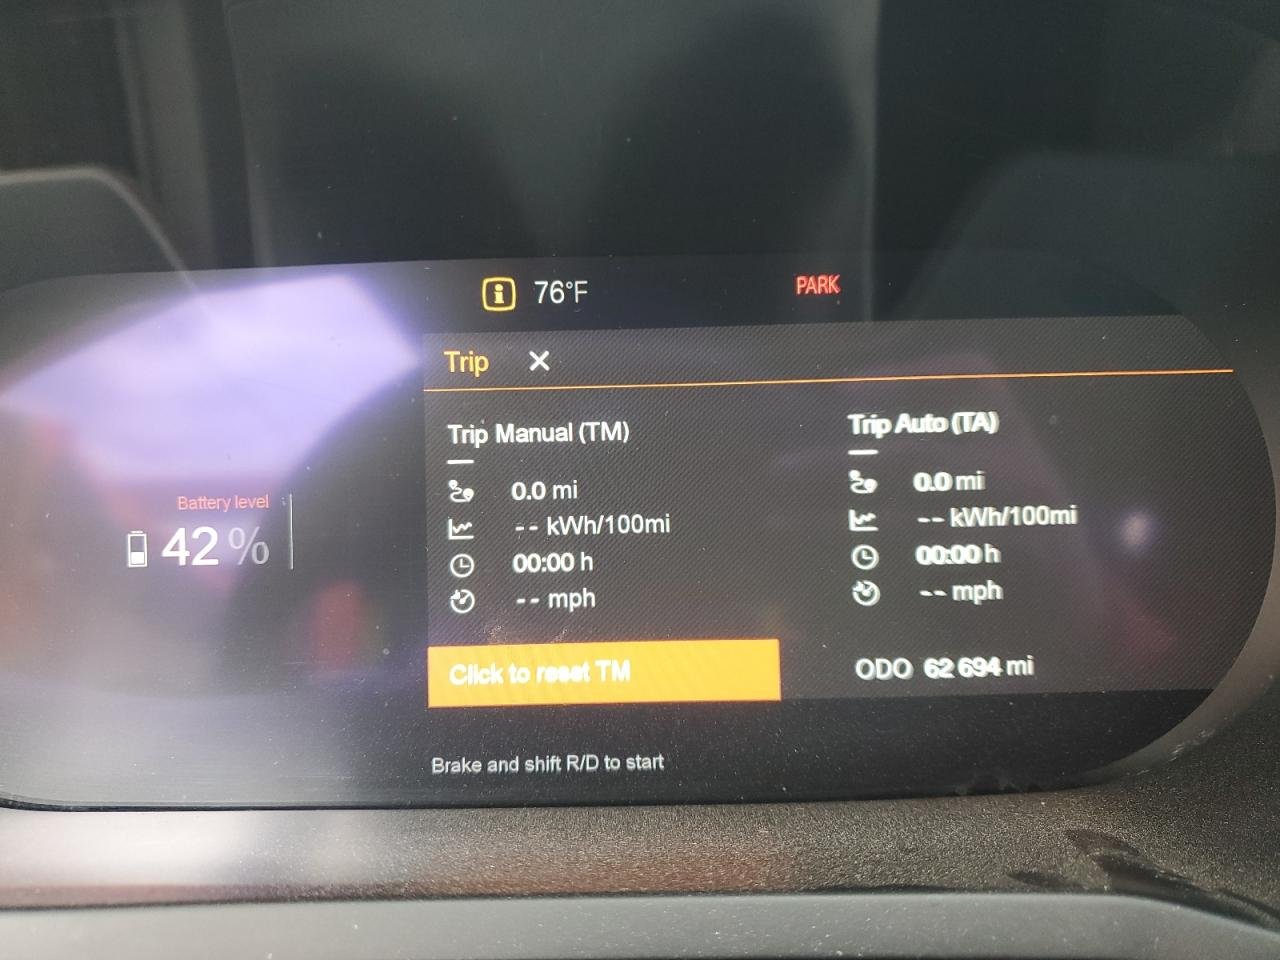 76°F
PARK
Trip
Trip Manual (TM)
0.0 mi
-- kWh/100mi
00:00 h
-- mph
Click to reset TM
Trip Auto (TA)
0.0 mi
-- kWh/100mi
00:00 h
-- mph
ODO 62 694 mi
Battery level
42 %
Brake and shift R/D to start